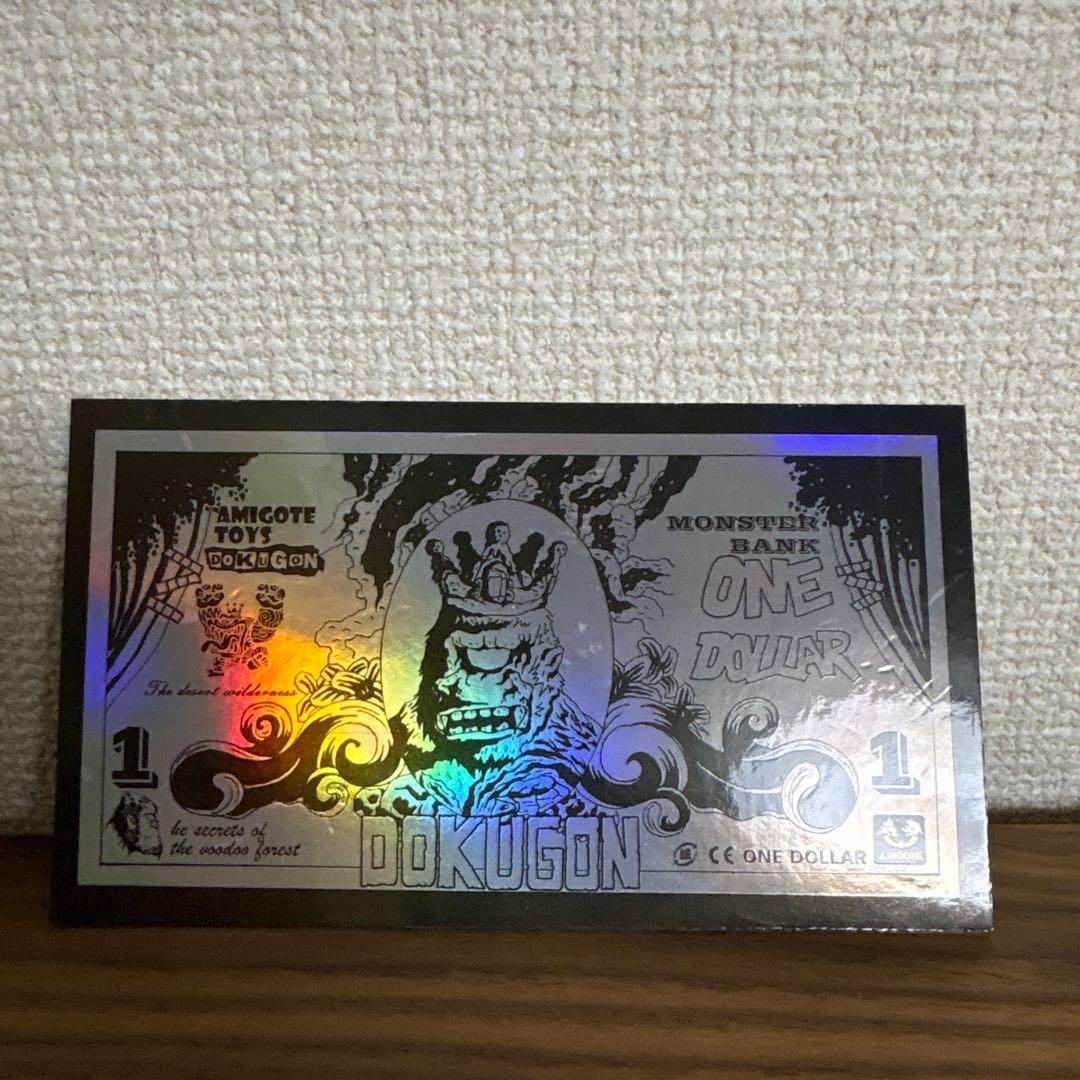 AMIGOTE
TOYS
DOKUGON
The desert wilderness
MONSTER
BANK
ONE
DOLLAR
1
1
he secrets of
the voodoo forest
DOKUGON
CE ONE DOLLAR
AMIGOTE